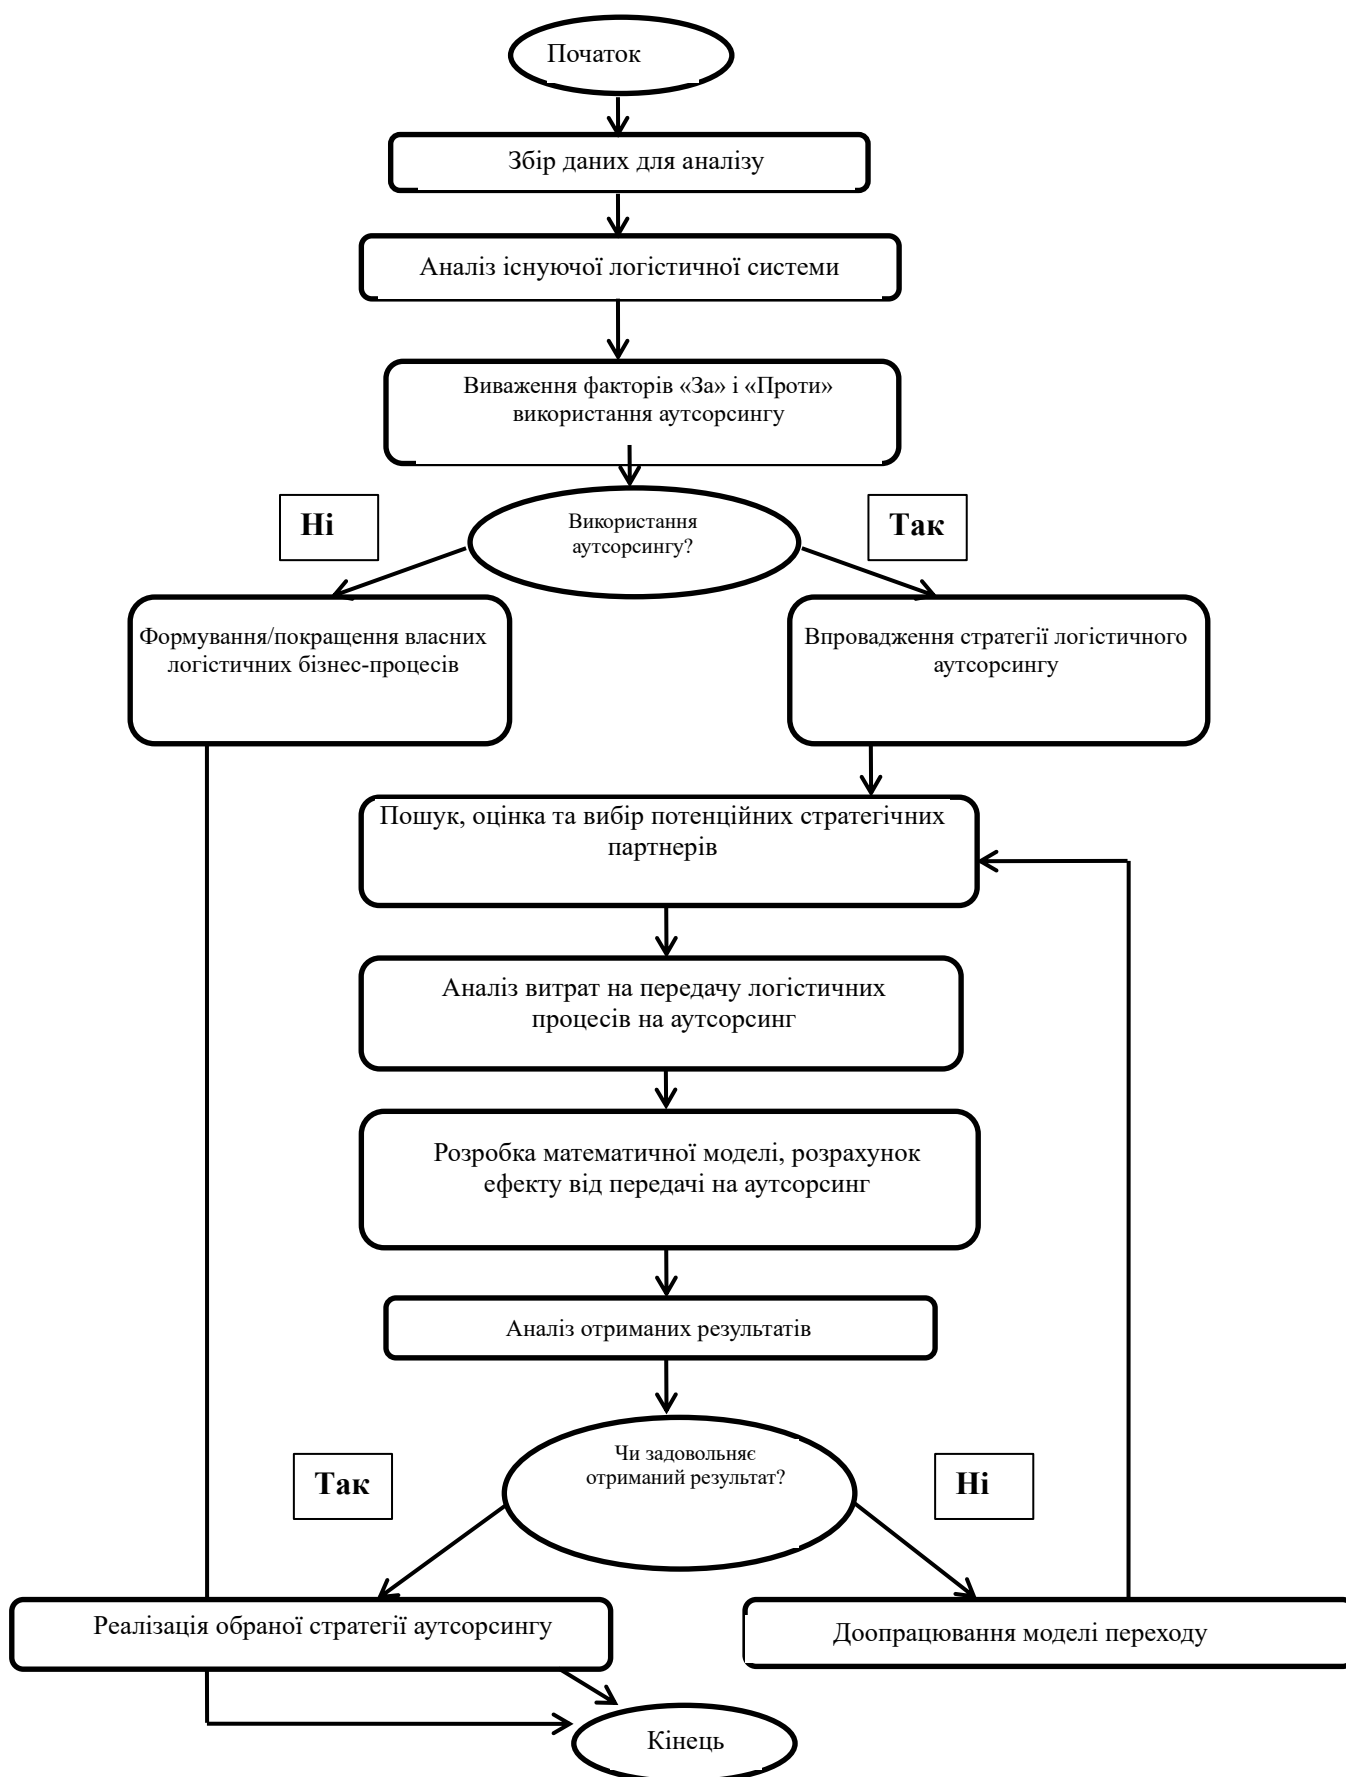 Початок
Збір даних для аналізу
Аналіз існуючої логістичної системи
Виваження факторів «За» і «Проти»
використання аутсорсингу
Ні
Використання
аутсорсингу?
Так
Формування/покращення власних
логістичних бізнес-процесів
Впровадження стратегії логістичного
аутсорсингу
Пошук, оцінка та вибір потенційних стратегічних
партнерів
Аналіз витрат на передачу логістичних
процесів на аутсорсинг
Розробка математичної моделі, розрахунок
ефекту від передачі на аутсорсинг
Аналіз отриманих результатів
Так
Чи задовольняє
отриманий результат?
Ні
Реалізація обраної стратегії аутсорсингу
Доопрацювання моделі переходу
Кінець